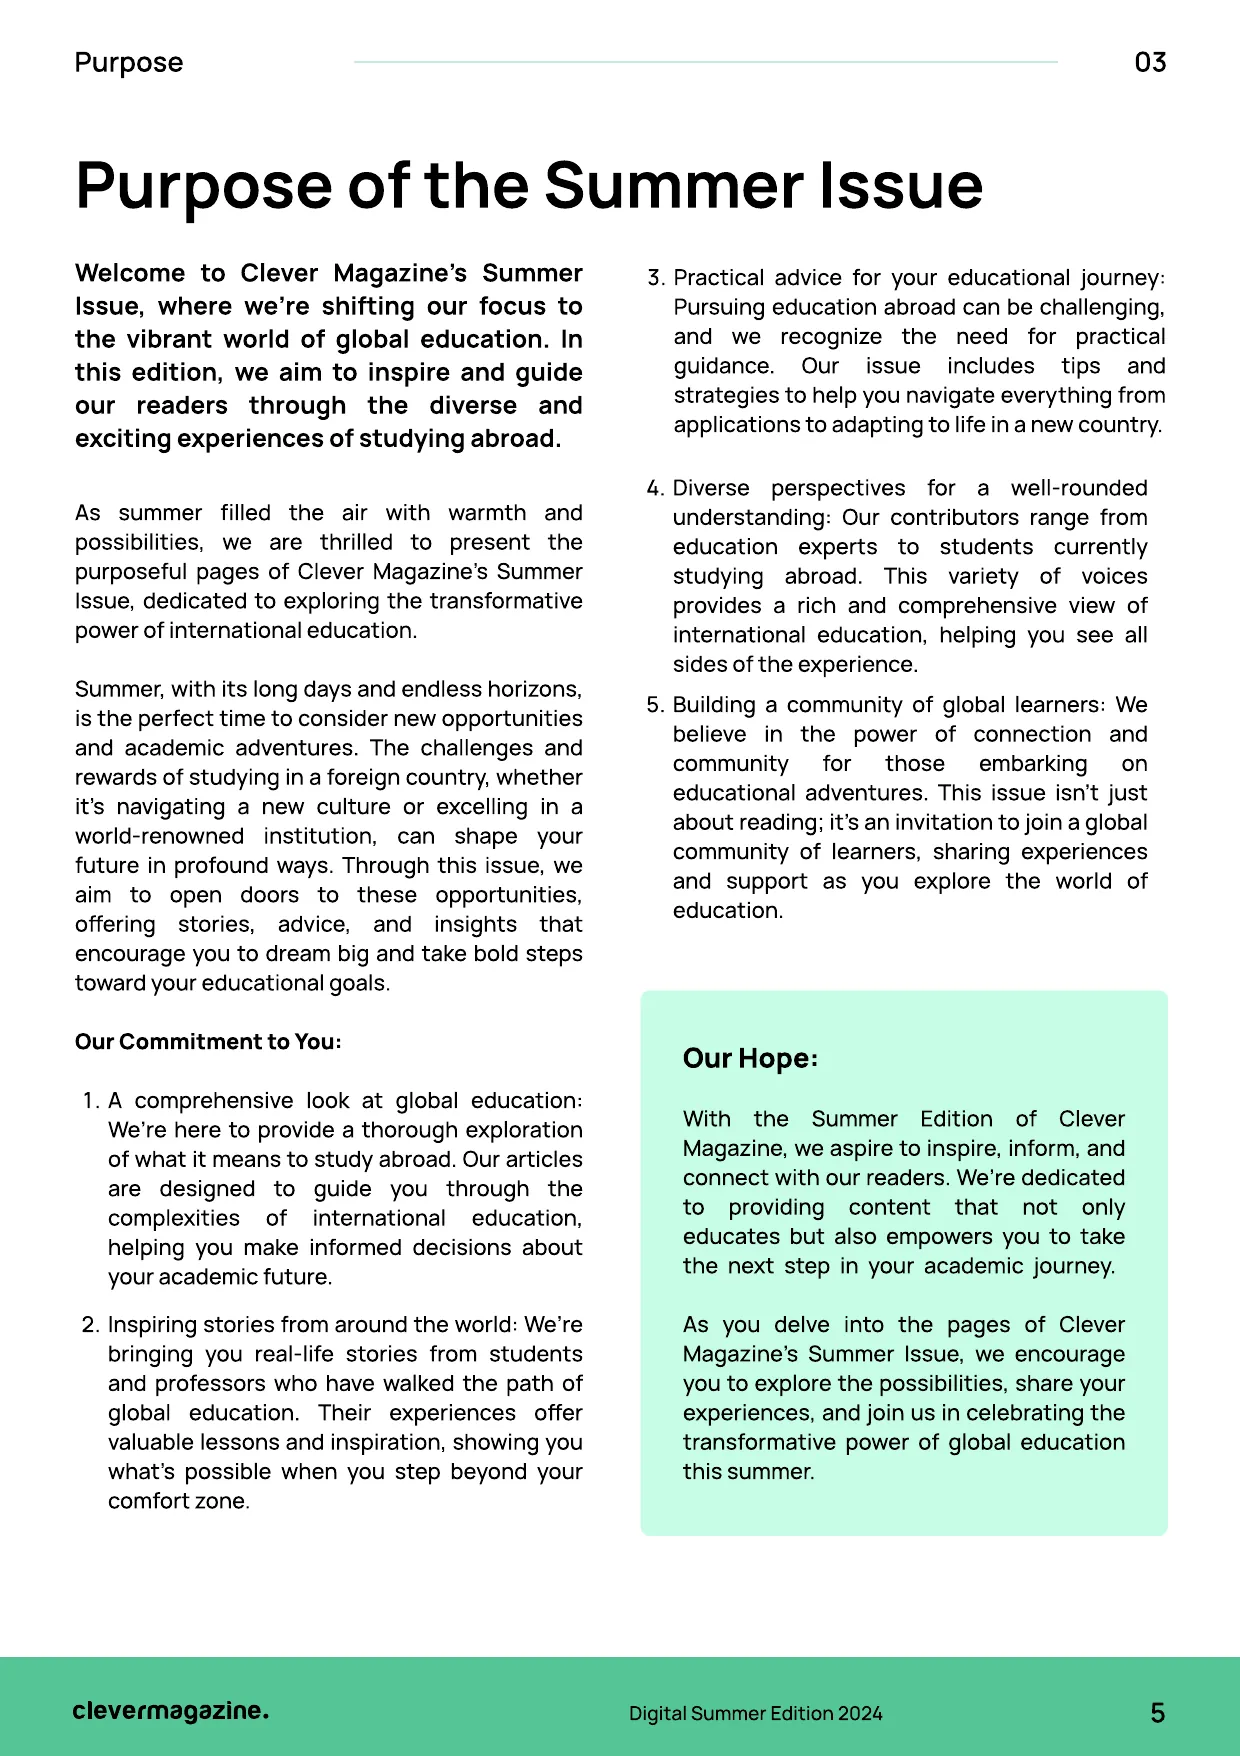 Purpose
03
Purpose of the Summer Issue
Welcome to Clever Magazine's Summer
Issue, where we're shifting our focus to
the vibrant world of global education. In
this edition, we aim to inspire and guide
our readers through the diverse and
exciting experiences of studying abroad.
As summer filled the air with warmth and
possibilities, we are thrilled to present the
purposeful pages of Clever Magazine's Summer
Issue, dedicated to exploring the transformative
power of international education.
Summer, with its long days and endless horizons,
is the perfect time to consider new opportunities
and academic adventures. The challenges and
rewards of studying in a foreign country, whether
it's navigating a new culture or excelling in a
world-renowned institution, can shape your
future in profound ways. Through this issue, we
aim to open doors to these opportunities,
offering stories, advice, and insights that
encourage you to dream big and take bold steps
toward your educational goals.
Our Commitment to You:
1. A comprehensive look at global education:
We're here to provide a thorough exploration
of what it means to study abroad. Our articles
are designed to guide you through the
complexities of international education,
helping you make informed decisions about
your academic future.
2. Inspiring stories from around the world: We're
bringing you real-life stories from students
and professors who have walked the path of
global education. Their experiences offer
valuable lessons and inspiration, showing you
what's possible when you step beyond your
comfort zone.
3. Practical advice for your educational journey:
Pursuing education abroad can be challenging,
and we recognize the need for practical
guidance. Our issue includes tips and
strategies to help you navigate everything from
applications to adapting to life in a new country.
4. Diverse perspectives for a well-rounded
understanding: Our contributors range from
education experts to students currently
studying abroad. This variety of voices
provides a rich and comprehensive view of
international education, helping you see all
sides of the experience.
5. Building a community of global learners: We
believe in the power of connection and
community for those embarking on
educational adventures. This issue isn't just
about reading; it's an invitation to join a global
community of learners, sharing experiences
and support as you explore the world of
education.
Our Hope:
With the Summer Edition of Clever
Magazine, we aspire to inspire, inform, and
connect with our readers. We're dedicated
to providing content that not only
educates but also empowers you to take
the next step in your academic journey.
As you delve into the pages of Clever
Magazine's Summer Issue, we encourage
you to explore the possibilities, share your
experiences, and join us in celebrating the
transformative power of global education
this summer.
clevermagazine.
Digital Summer Edition 2024
5